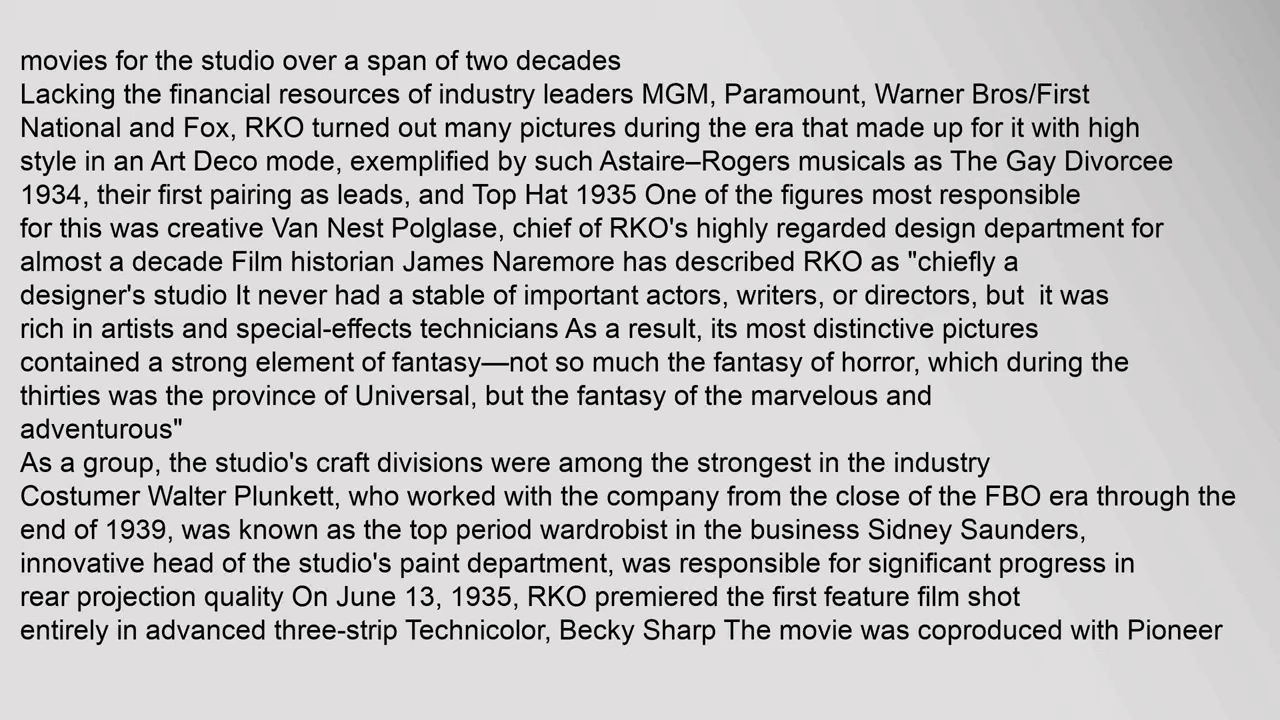 movies for the studio over a span of two decades
Lacking the financial resources of industry leaders MGM, Paramount, Warner Bros/First
National and Fox, RKO turned out many pictures during the era that made up for it with high
style in an Art Deco mode, exemplified by such Astaire–Rogers musicals as The Gay Divorcee
1934, their first pairing as leads, and Top Hat 1935 One of the figures most responsible
for this was creative Van Nest Polglase, chief of RKO's highly regarded design department for
almost a decade Film historian James Naremore has described RKO as "chiefly a
designer's studio It never had a stable of important actors, writers, or directors, but  it was
rich in artists and special-effects technicians As a result, its most distinctive pictures
contained a strong element of fantasy—not so much the fantasy of horror, which during the
thirties was the province of Universal, but the fantasy of the marvelous and
adventurous"
As a group, the studio's craft divisions were among the strongest in the industry
Costumer Walter Plunkett, who worked with the company from the close of the FBO era through the
end of 1939, was known as the top period wardrobist in the business Sidney Saunders,
innovative head of the studio's paint department, was responsible for significant progress in
rear projection quality On June 13, 1935, RKO premiered the first feature film shot
entirely in advanced three-strip Technicolor, Becky Sharp The movie was coproduced with Pioneer